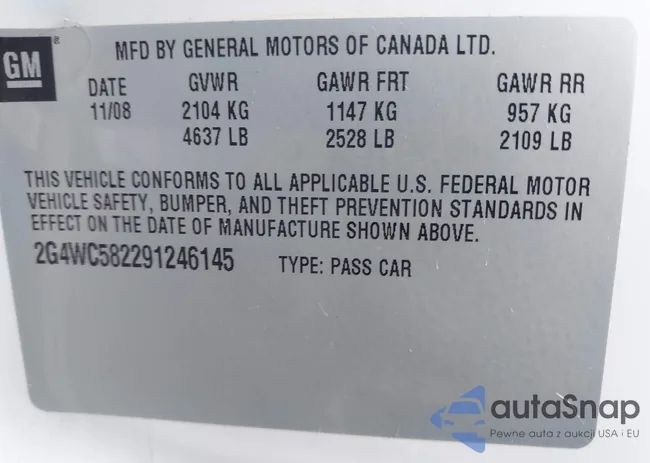 GM
MFD BY GENERAL MOTORS OF CANADA LTD.
DATE GVWR GAWR FRT GAWR RR
11/08 2104 KG 1147 KG 957 KG
4637 LB 2528 LB 2109 LB
THIS VEHICLE CONFORMS TO ALL APPLICABLE U.S. FEDERAL MOTOR
VEHICLE SAFETY, BUMPER, AND THEFT PREVENTION STANDARDS IN
EFFECT ON THE DATE OF MANUFACTURE SHOWN ABOVE.
2G4WC582291246145 TYPE: PASS CAR
autaSnap
Pewne auta z aukcji USA i EU